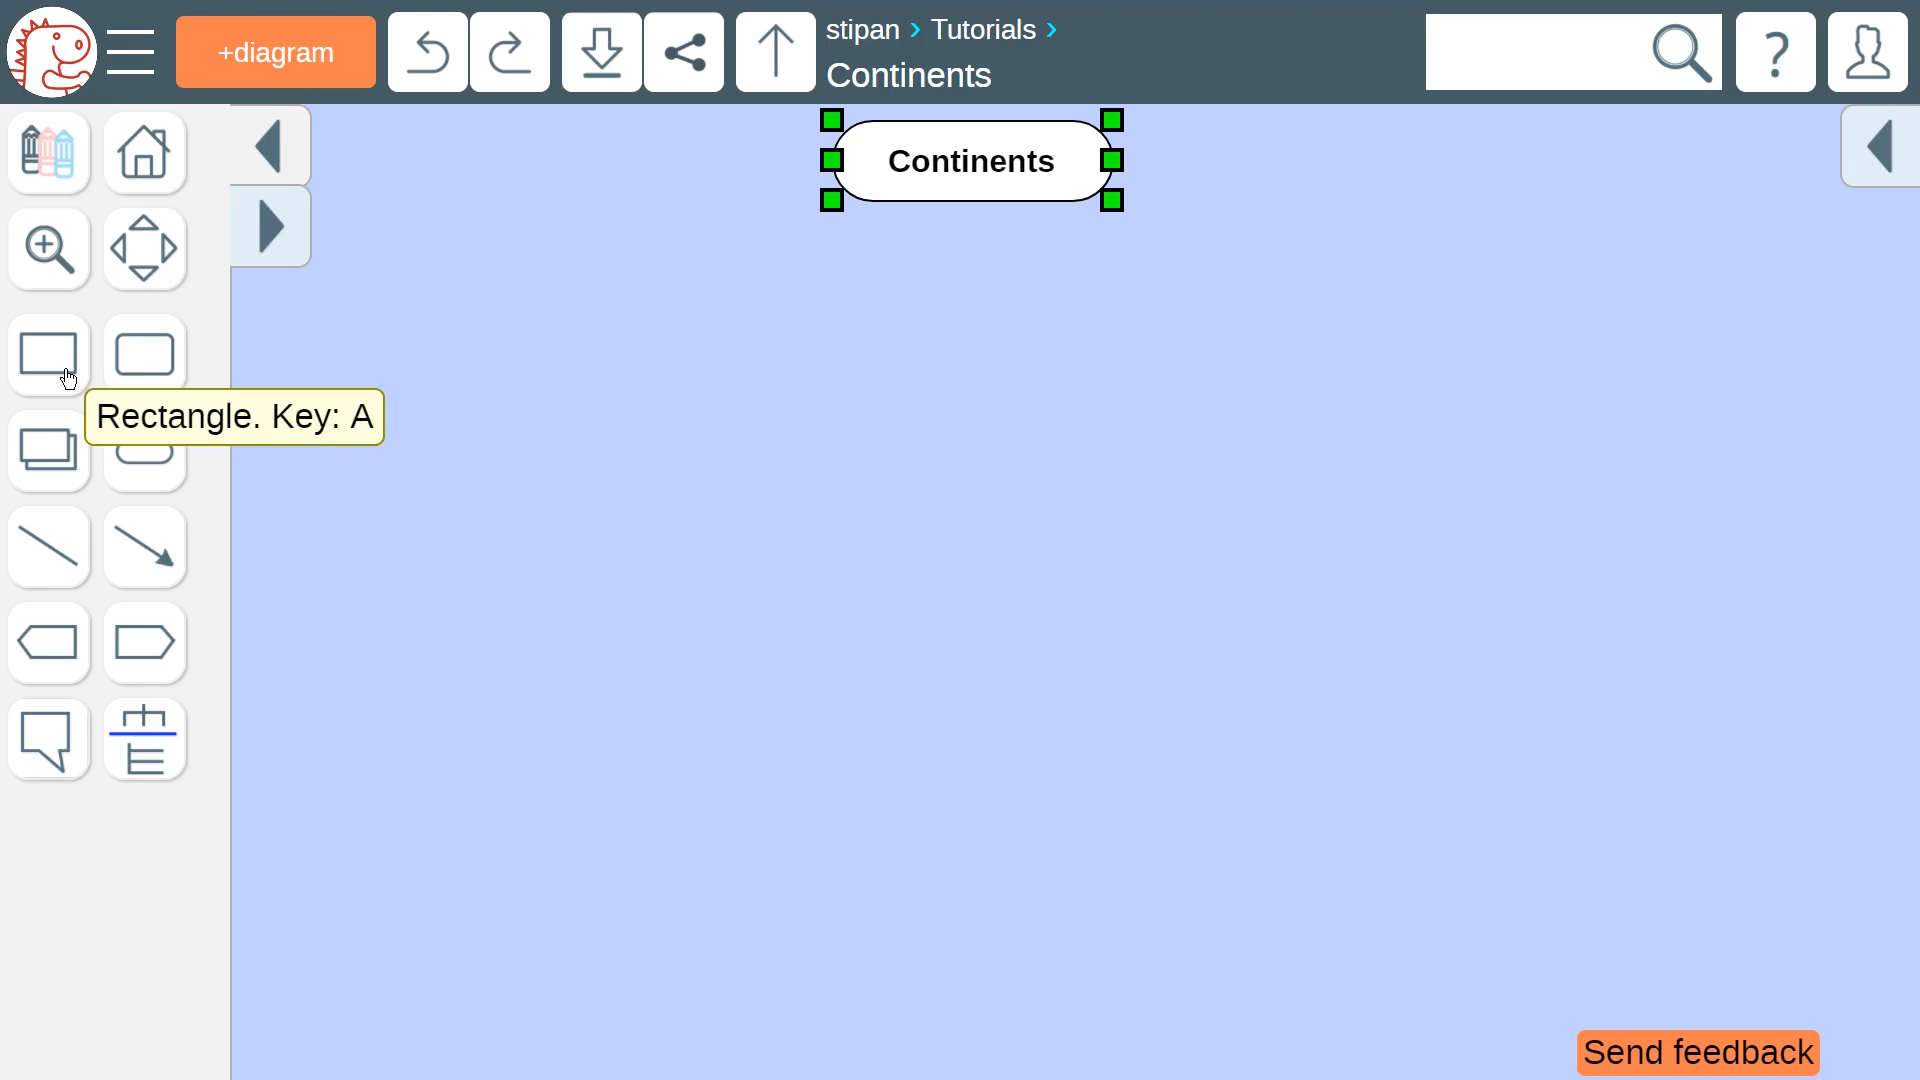 +diagram
stipan › Tutorials ›
Continents
?
Continents
Rectangle. Key: A
Send feedback